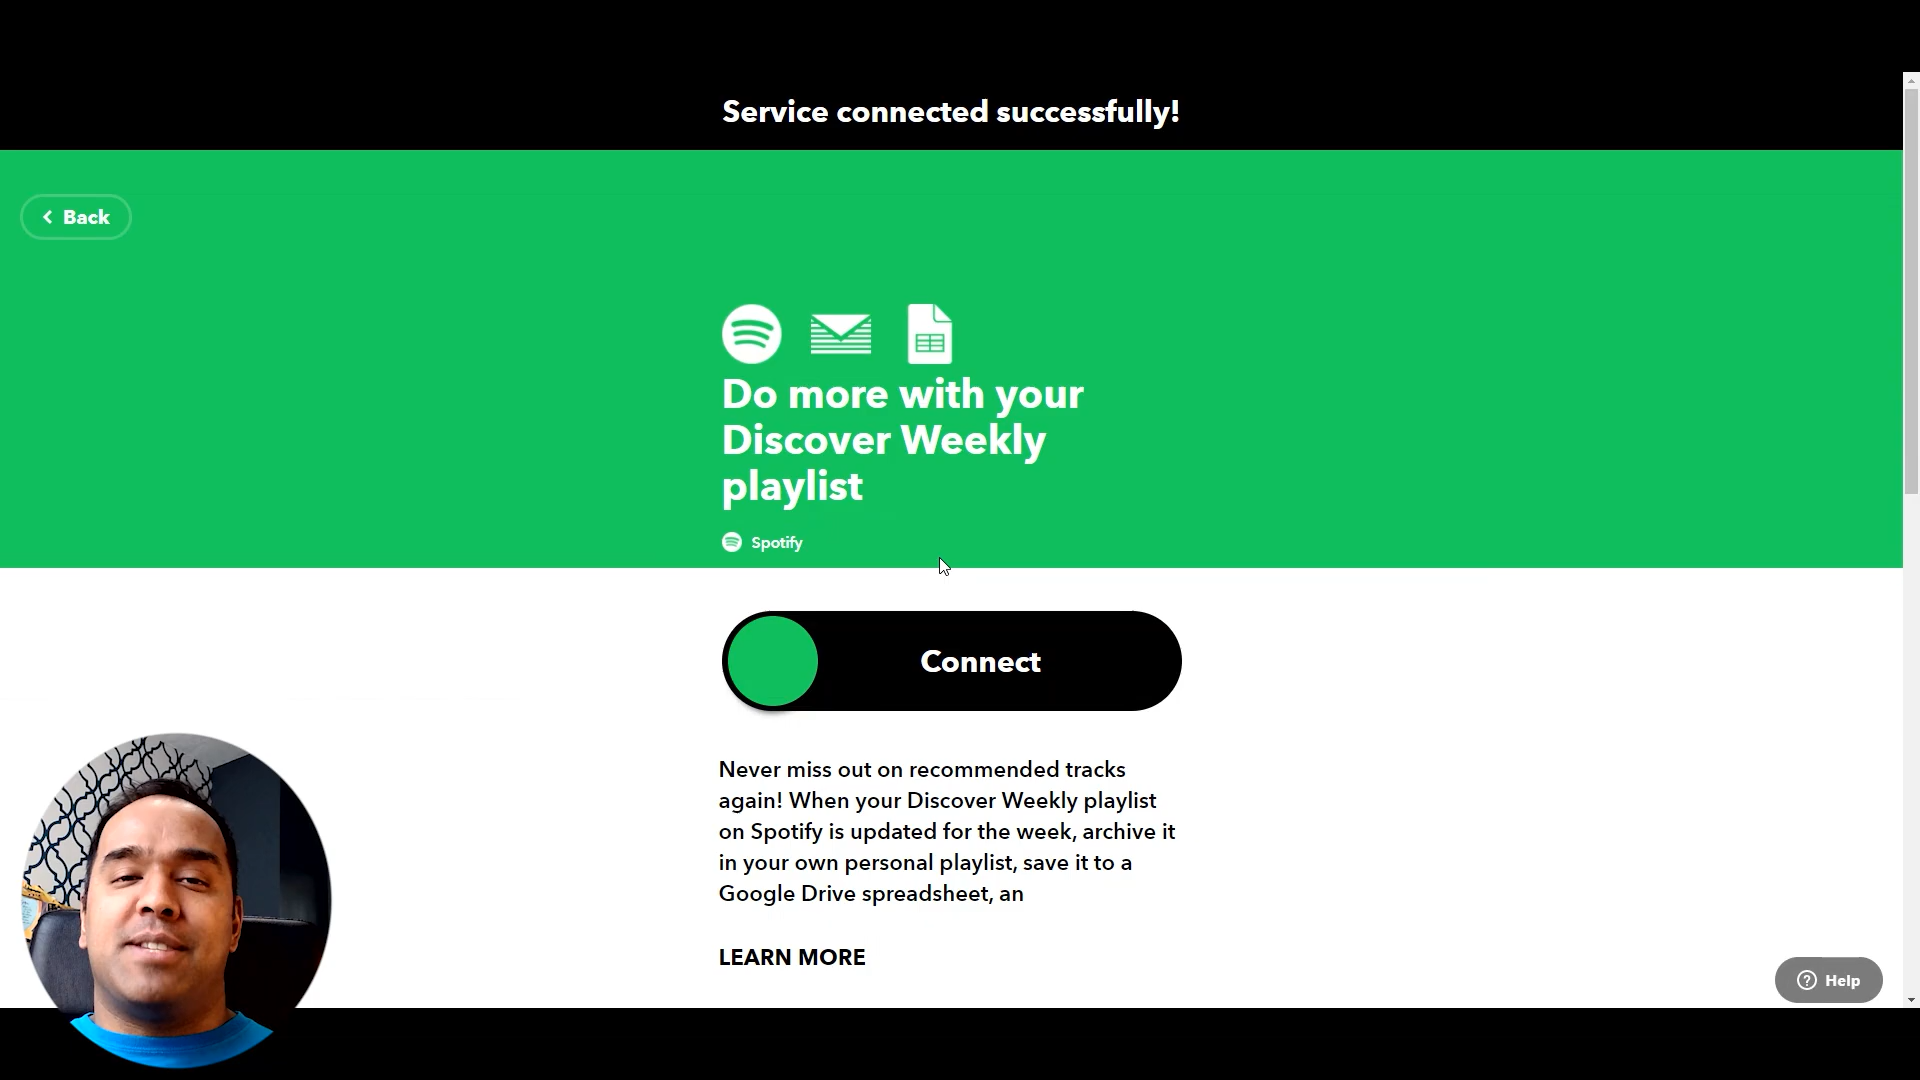 Service connected successfully!
Back
Do more with your
Discover Weekly
playlist
Spotify
Connect
Never miss out on recommended tracks
again! When your Discover Weekly playlist
on Spotify is updated for the week, archive it
in your own personal playlist, save it to a
Google Drive spreadsheet, an
LEARN MORE
Help